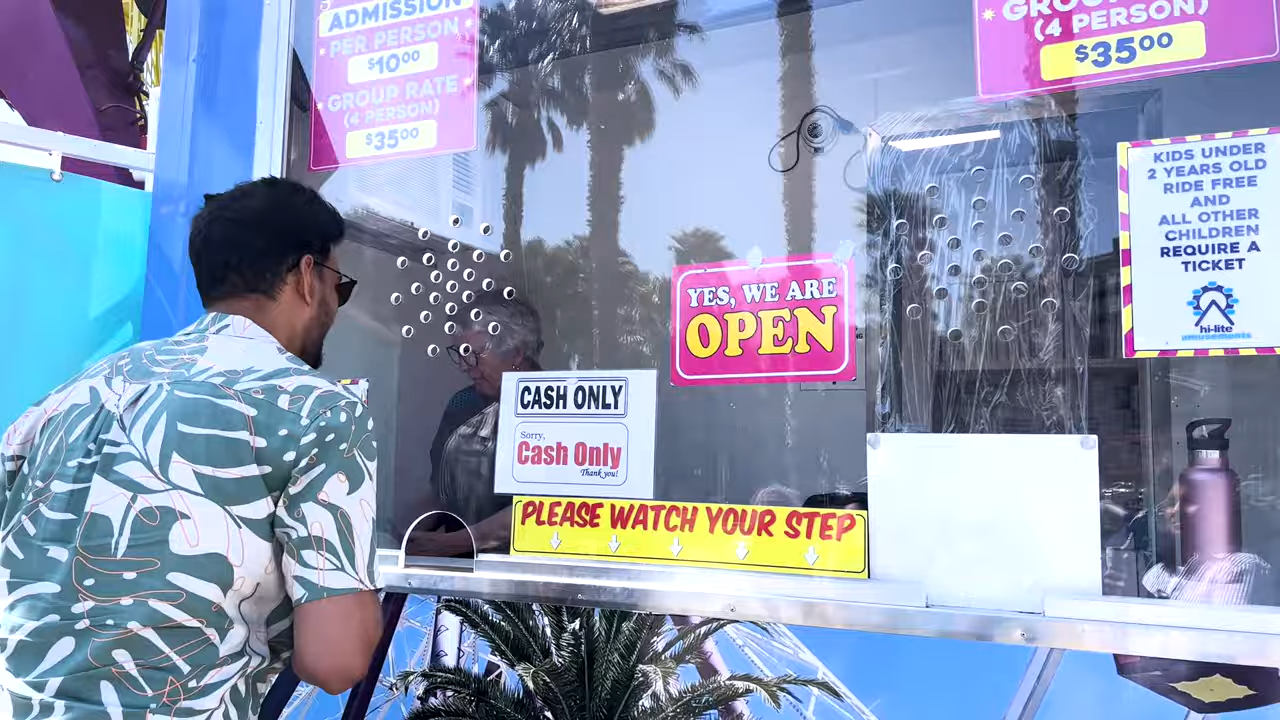 ADMISSION
PER PERSON
$10.00
GROUP RATE
(4 PERSON)
$35.00
(4 PERSON)
$35.00
KIDS UNDER
2 YEARS OLD
RIDE FREE
AND
ALL OTHER
CHILDREN
REQUIRE A
TICKET
hi-lite
amusements
YES, WE ARE
OPEN
CASH ONLY
Sorry,
Cash Only
Thank you!
PLEASE WATCH YOUR STEP